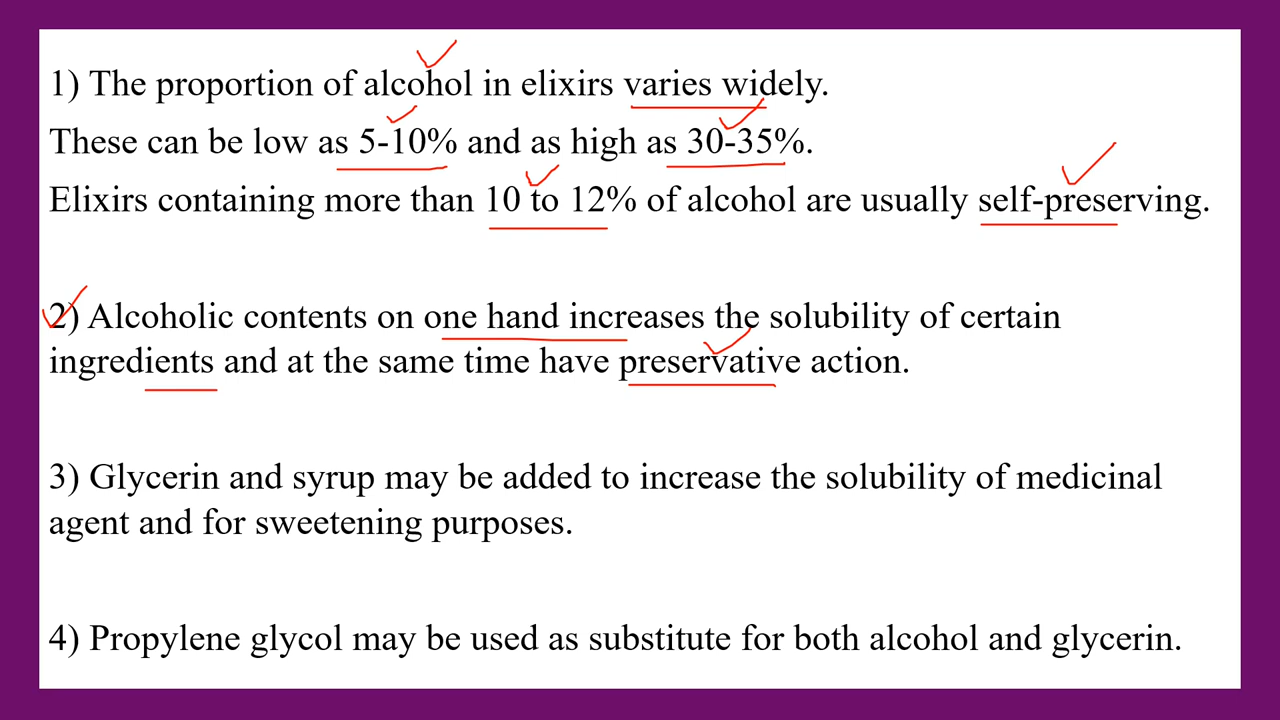 1) The proportion of alcohol in elixirs varies widely.
These can be low as 5-10% and as high as 30-35%.
Elixirs containing more than 10 to 12% of alcohol are usually self-preserving.
2) Alcoholic contents on one hand increases the solubility of certain
ingredients and at the same time have preservative action.
3) Glycerin and syrup may be added to increase the solubility of medicinal
agent and for sweetening purposes.
4) Propylene glycol may be used as substitute for both alcohol and glycerin.